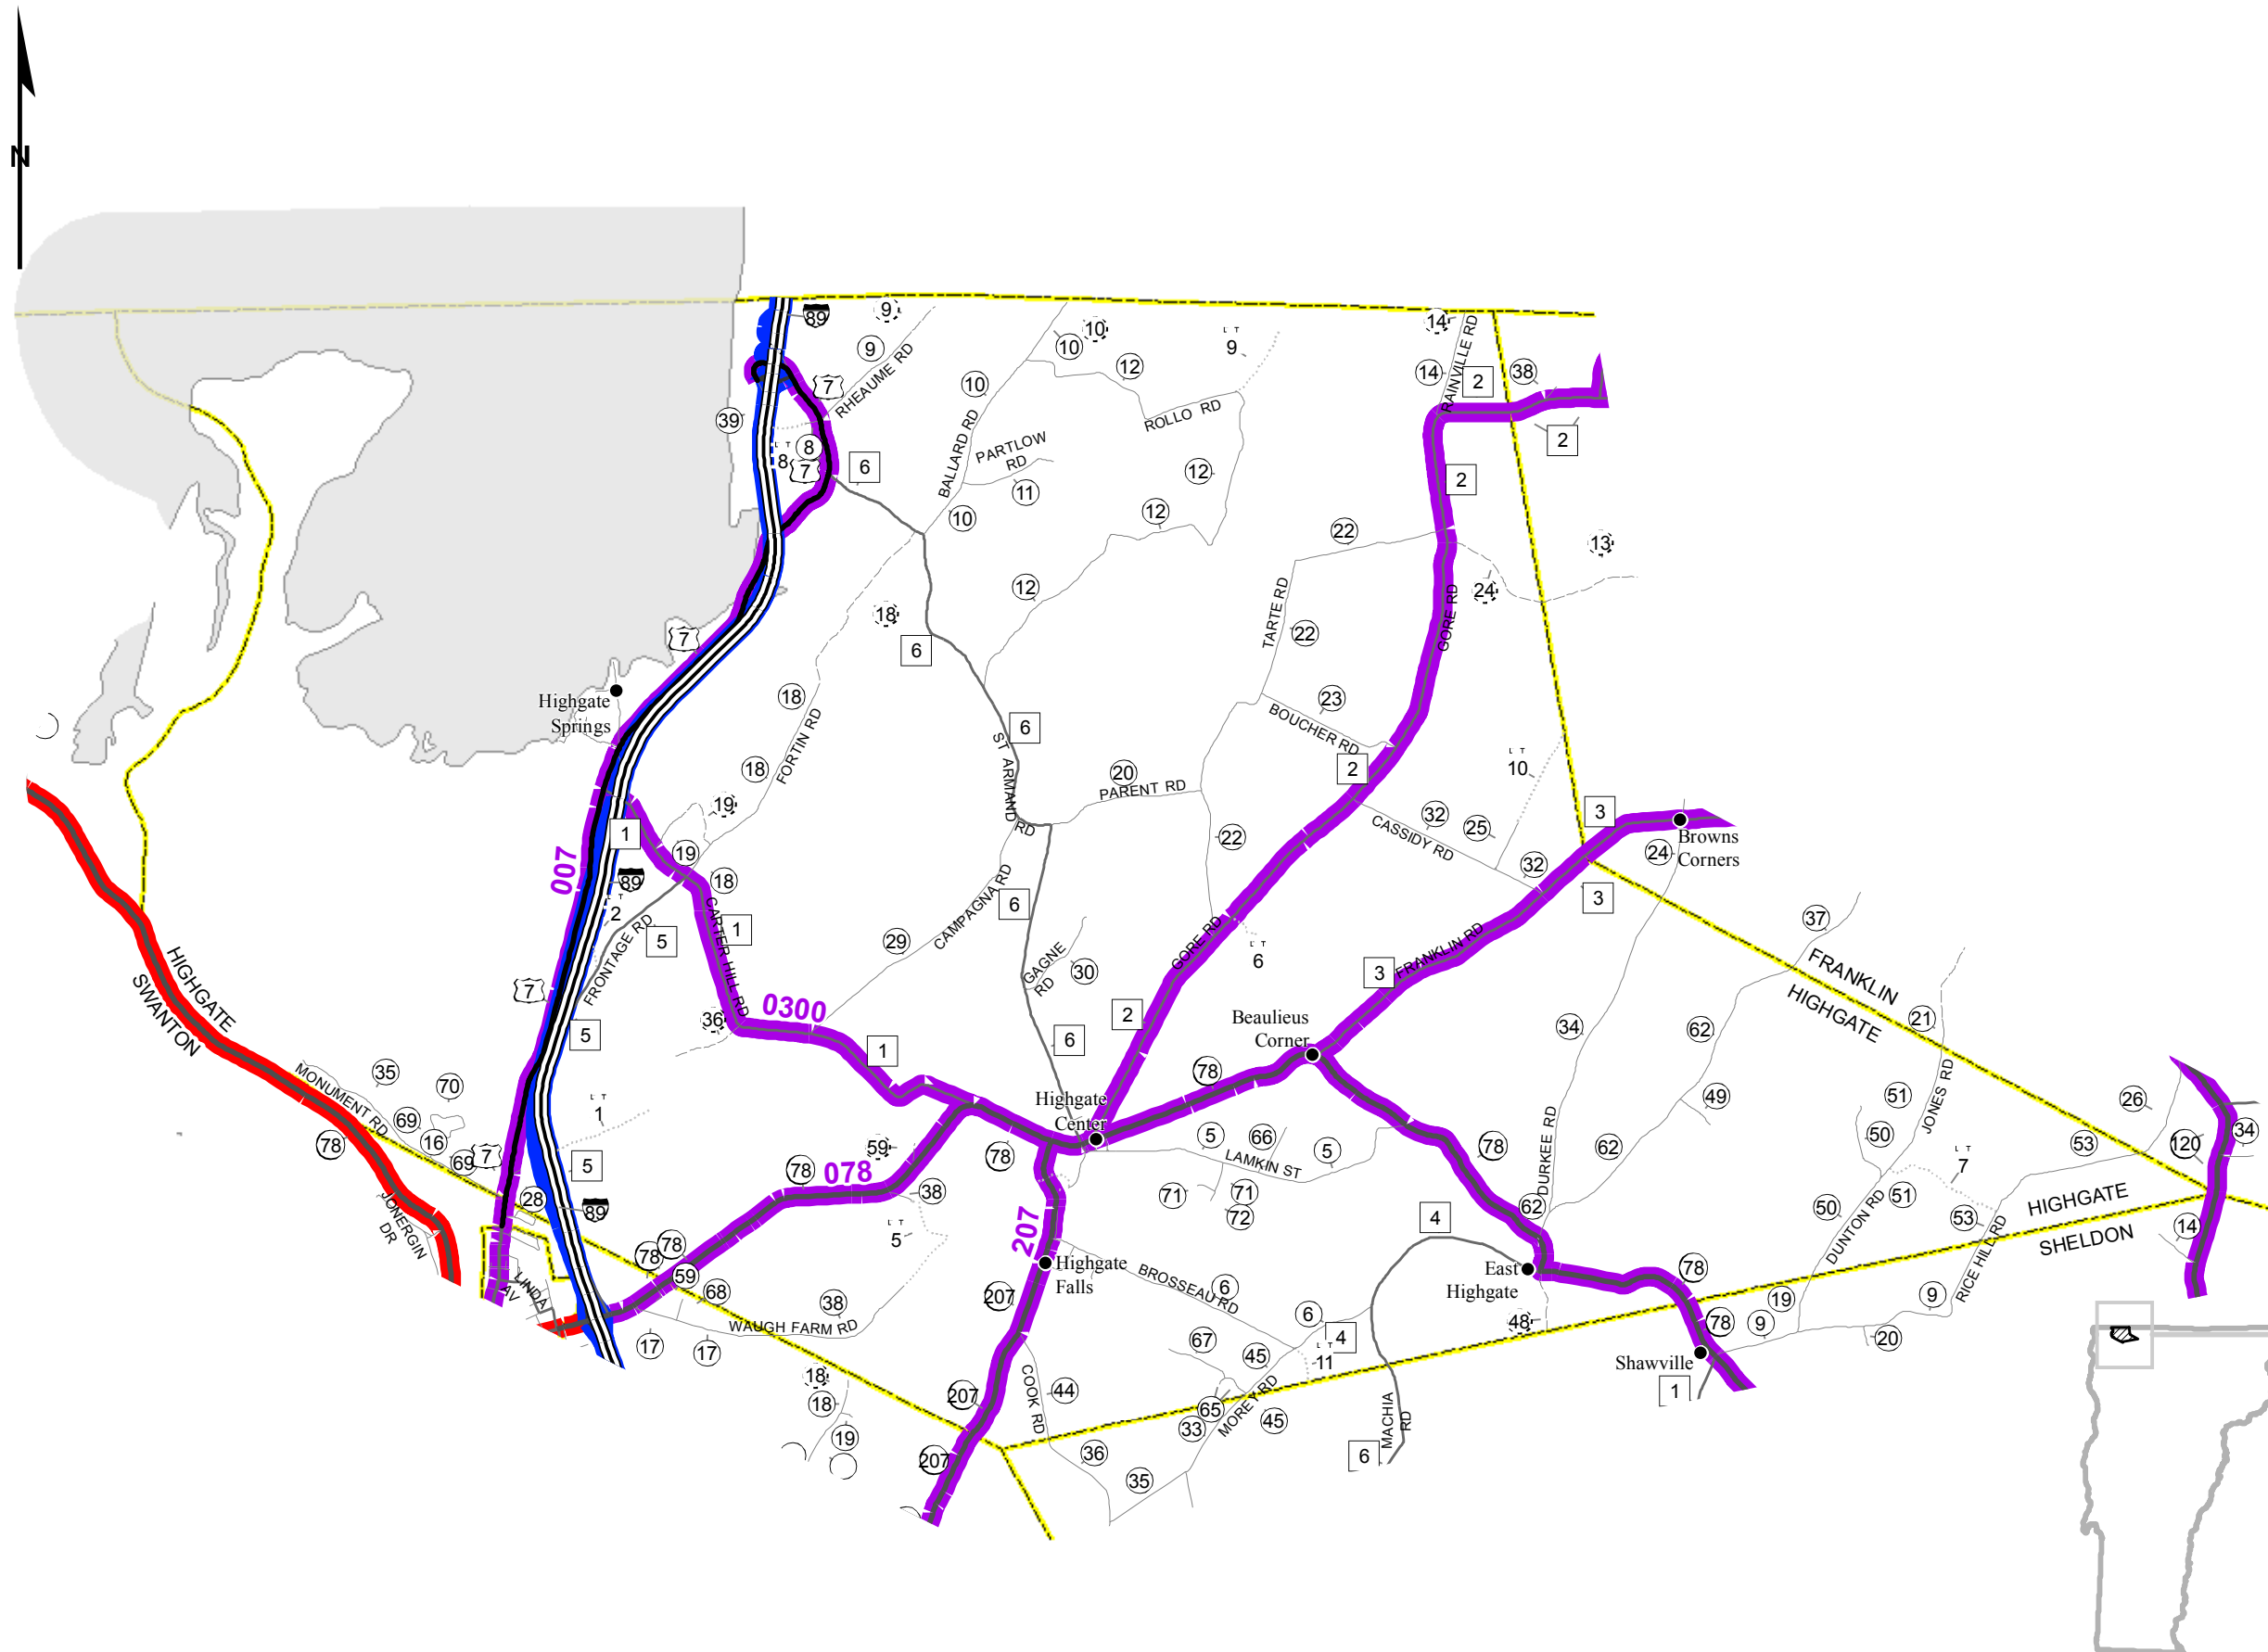 N
89
9
10
10
LT
9
14
RAINVILLE RD
9
RHEAUME RD
12
14
2
38
7
10
39
BALLARD RD
ROLLO RD
LT
8
8
7
6
PARTLOW
RD
11
12
2
2
10
12
22
13
12
TARTE RD
24
GORE RD
18
7
6
22
Highgate
Springs
18
23
BOUCHER RD
6
ST ARMAND RD
18
FORTIN RD
20
PARENT RD
2
LT
10
19
1
22
32
25
CASSIDY RD
3
Browns
Corners
24
007
19
18
89
LT
2
32
3
CAMPAGNA RD
6
5
FRONTAGE RD
CARTER HILL RD
1
29
GORE RD
LT
6
FRANKLIN RD
37
GAGNE
RD
30
3
FRANKLIN
HIGHGATE
HIGHGATE
SWANTON
7
36
0300
2
Beaulieus
Corner
34
62
21
5
1
6
MONUMENT RD
35
70
78
49
51
JONES RD
26
69
16
LT
1
Highgate
Center
DURKEE RD
50
78
69
7
59
78
5
66
5
78
62
53
120
34
5
LAMKIN ST
LT
7
78
078
28
38
71
71
72
50
51
JONERGIN
DR
89
LT
5
207
4
62
DUNTON RD
53
RICE HILL RD
HIGHGATE
SHELDON
14
78
78
59
68
Highgate
Falls
BROSSEAU RD
6
East
Highgate
78
LINDA
AV
38
WAUGH FARM RD
207
6
48
19
9
9
17
17
67
4
LT
11
78
20
45
Shawville
18
18
207
COOK RD
44
65
33
MOREY RD
45
1
MACHIA
RD
19
207
36
35
6